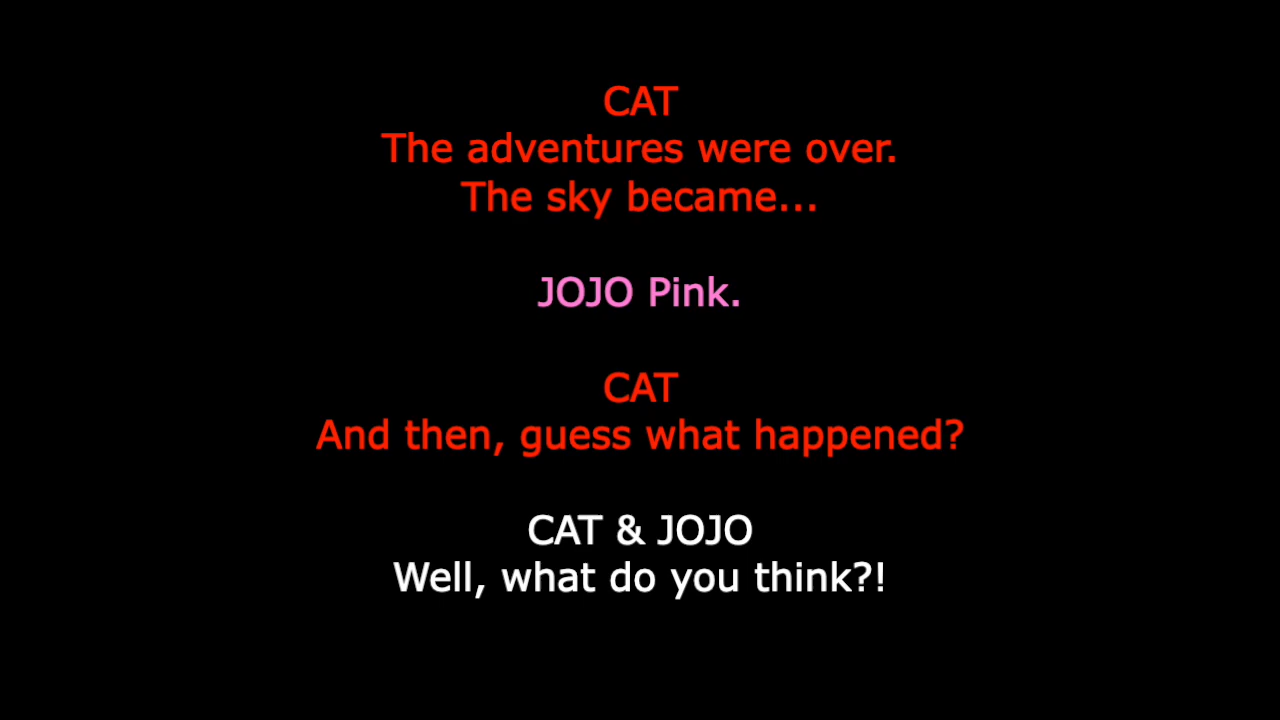 CAT
The adventures were over.
The sky became...
JOJO Pink.
CAT
And then, guess what happened?
CAT & JOJO
Well, what do you think?!